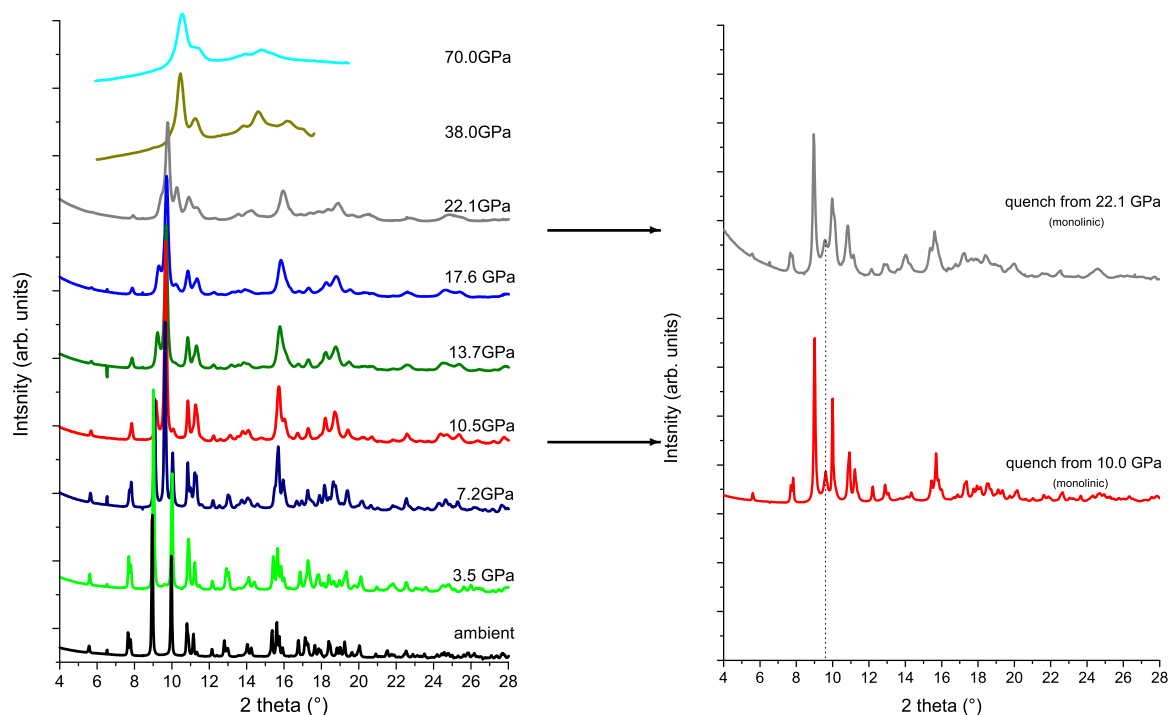 70.0GPa
38.0GPa
22.1GPa
17.6 GPa
13.7GPa
10.5GPa
7.2GPa
3.5 GPa
ambient
Intsnity (arb. units)
4 6 8 10 12 14 16 18 20 22 24 26 28
2 theta (°)
quench from 22.1 GPa
(monolinic)
quench from 10.0 GPa
(monolinic)
Intsnity (arb. units)
4 6 8 10 12 14 16 18 20 22 24 26 28
2 theta (°)